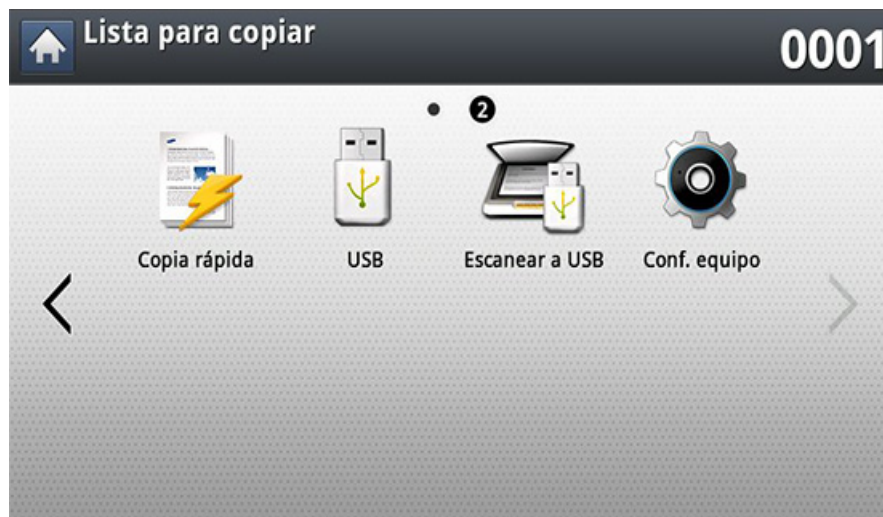 Lista para copiar
0001
2
Copia rápida
USB
Escanear a USB
Conf. equipo